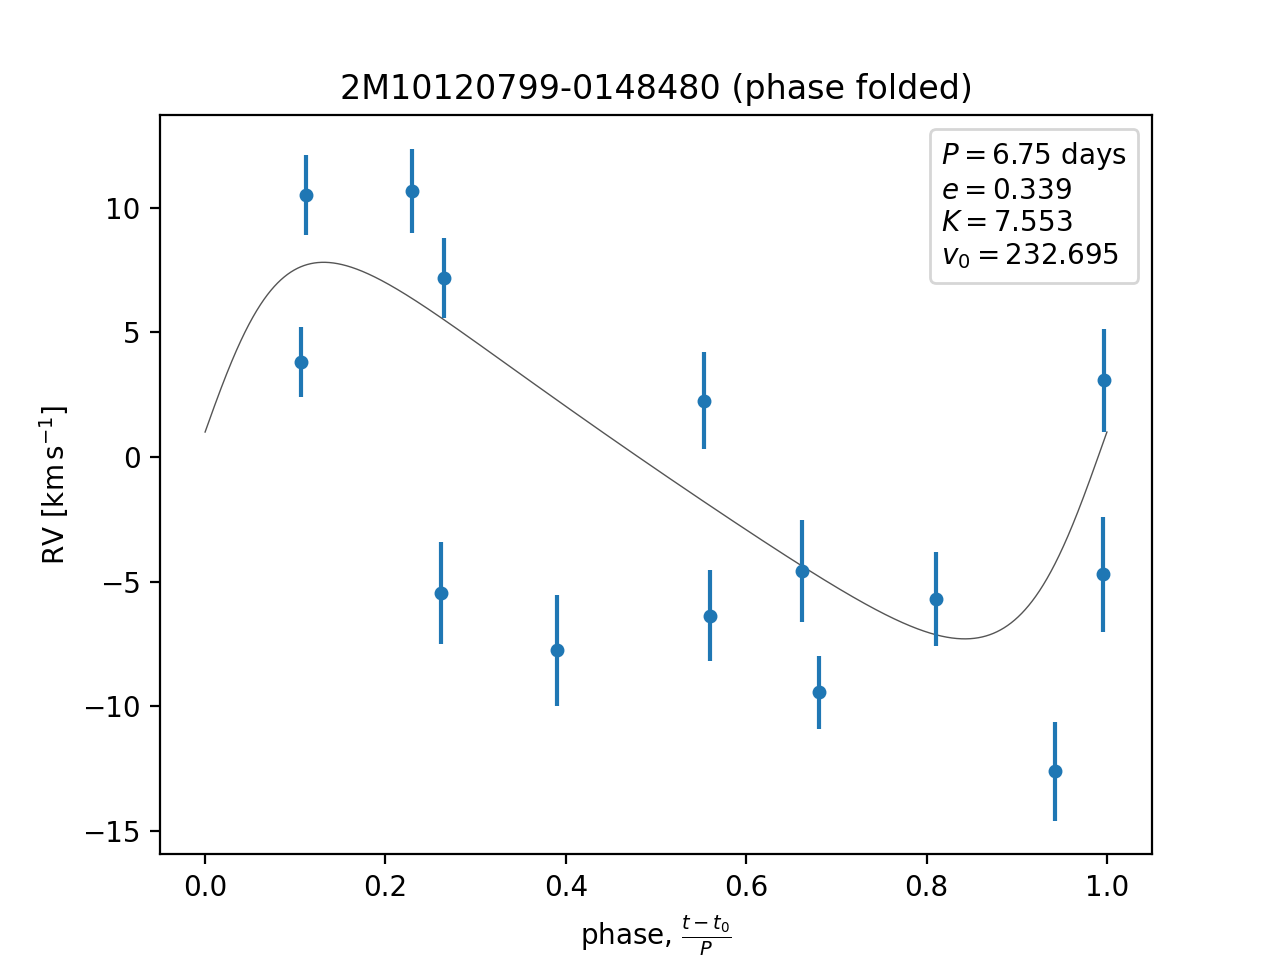 2M10120799-0148480 (phase folded)
P = 6.75 days
e = 0.339
K = 7.553
v₀ = 232.695
10
5
0
−5
−10
−15
RV [km s⁻¹]
0.0 0.2 0.4 0.6 0.8 1.0
phase, (t − t₀)/P